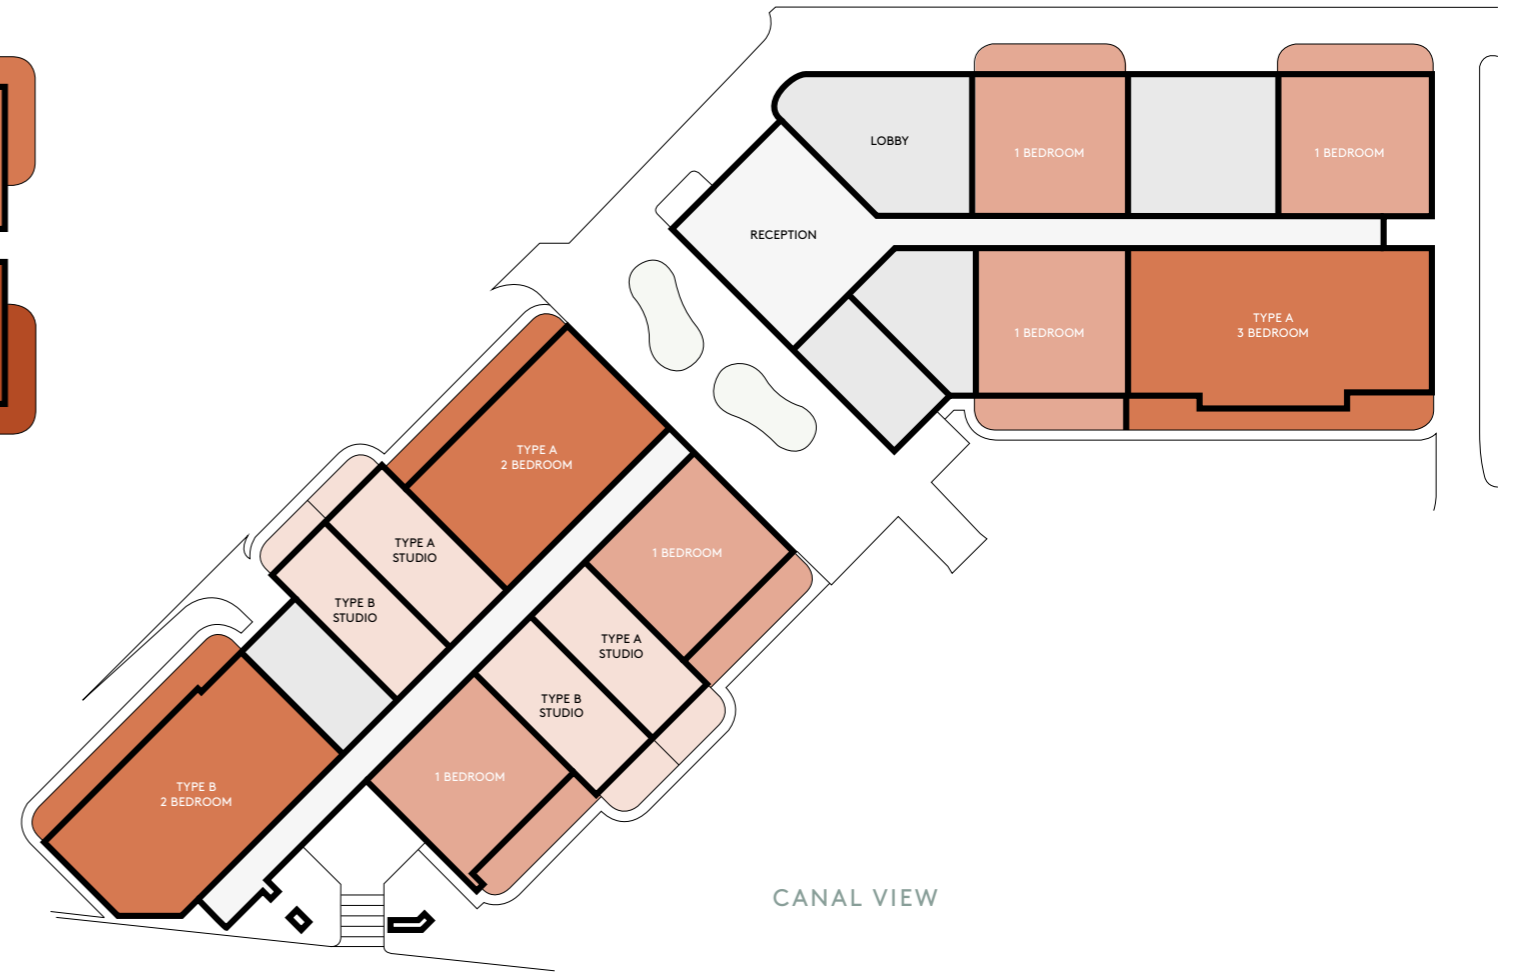 LOBBY
1 BEDROOM
1 BEDROOM
RECEPTION
1 BEDROOM
TYPE A
3 BEDROOM
TYPE A
2 BEDROOM
TYPE A
STUDIO
1 BEDROOM
TYPE B
STUDIO
TYPE A
STUDIO
TYPE B
STUDIO
1 BEDROOM
TYPE B
2 BEDROOM
CANAL VIEW